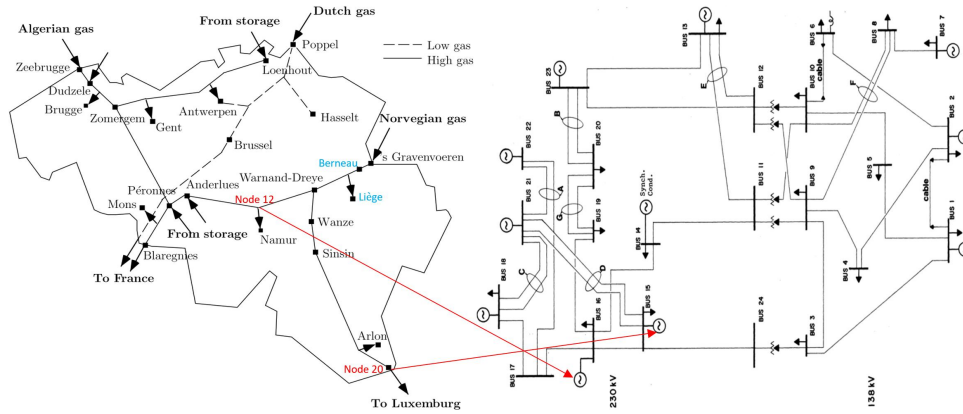 Algerian gas
From storage
Dutch gas
Poppel
Low gas
High gas
Zeebrugge
Loenhout
Dudzele
Brugge
Zomergem
Antwerpen
Gent
Hasselt
Norvegian gas
Brussel
Berneau
's Gravenvoeren
Warnand-Dreye
Péronnes
Anderlues
Node 12
Liège
Mons
Wanze
From storage
Namur
Sinsin
Blaregnies
To France
Arlon
Node 20
To Luxemburg
BUS 13
BUS 6
BUS 8
BUS 7
BUS 23
BUS 12
BUS 10
cable
E
F
B
BUS 22
BUS 20
BUS 2
BUS 21
A
BUS 11
BUS 9
BUS 5
Synch.
Cond.
G
BUS 19
cable
BUS 14
BUS 1
BUS 18
C
D
BUS 4
BUS 15
BUS 16
BUS 24
BUS 3
BUS 17
230 kV
138 kV